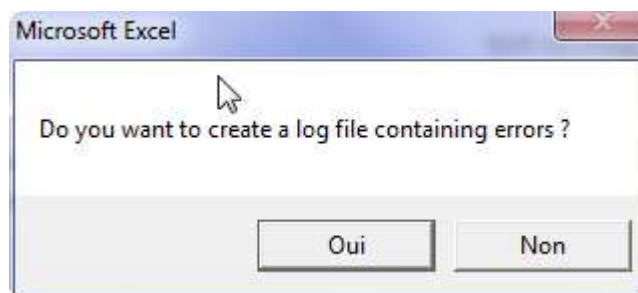 Microsoft Excel
Do you want to create a log file containing errors ?
Oui
Non